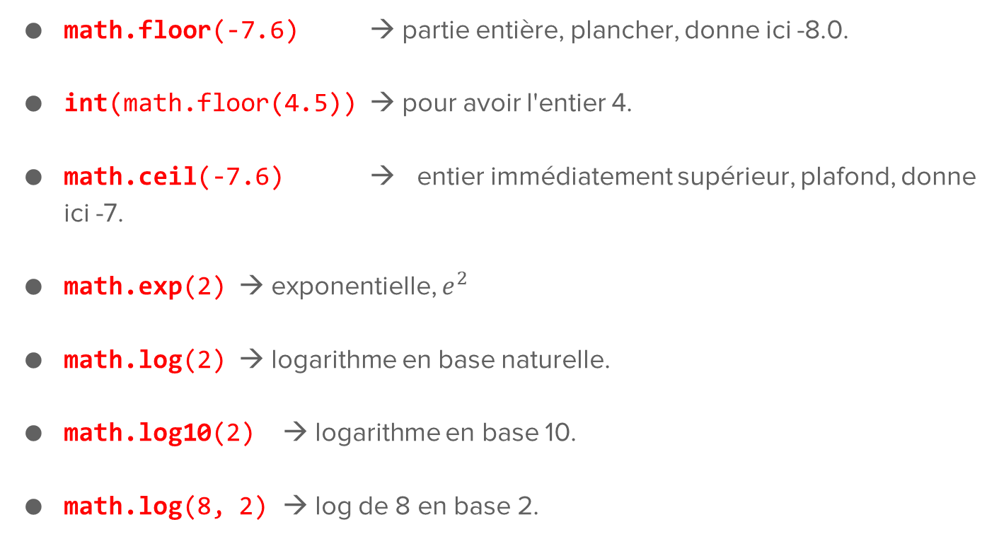 ● math.floor(-7.6) → partie entière, plancher, donne ici -8.0.
● int(math.floor(4.5)) → pour avoir l'entier 4.
● math.ceil(-7.6) → entier immédiatement supérieur, plafond, donne
ici -7.
● math.exp(2) → exponentielle, e²
● math.log(2) → logarithme en base naturelle.
● math.log10(2) → logarithme en base 10.
● math.log(8, 2) → log de 8 en base 2.